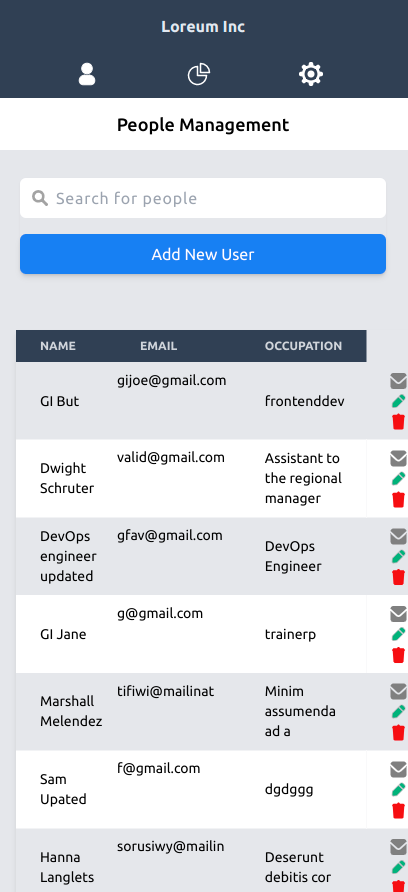 Loreum Inc
People Management
Search for people
Add New User
NAME EMAIL OCCUPATION
gijoe@gmail.com
GI But frontenddev
valid@gmail.com
Dwight
Schruter
Assistant to
the regional
manager
gfav@gmail.com
DevOps
engineer
updated
DevOps
Engineer
g@gmail.com
GI Jane trainerp
tifiwi@mailinat
Marshall
Melendez
Minim
assumenda
ad a
f@gmail.com
Sam
Upated
dgdggg
sorusiwy@mailin
Hanna
Langlets
Deserunt
debitis cor